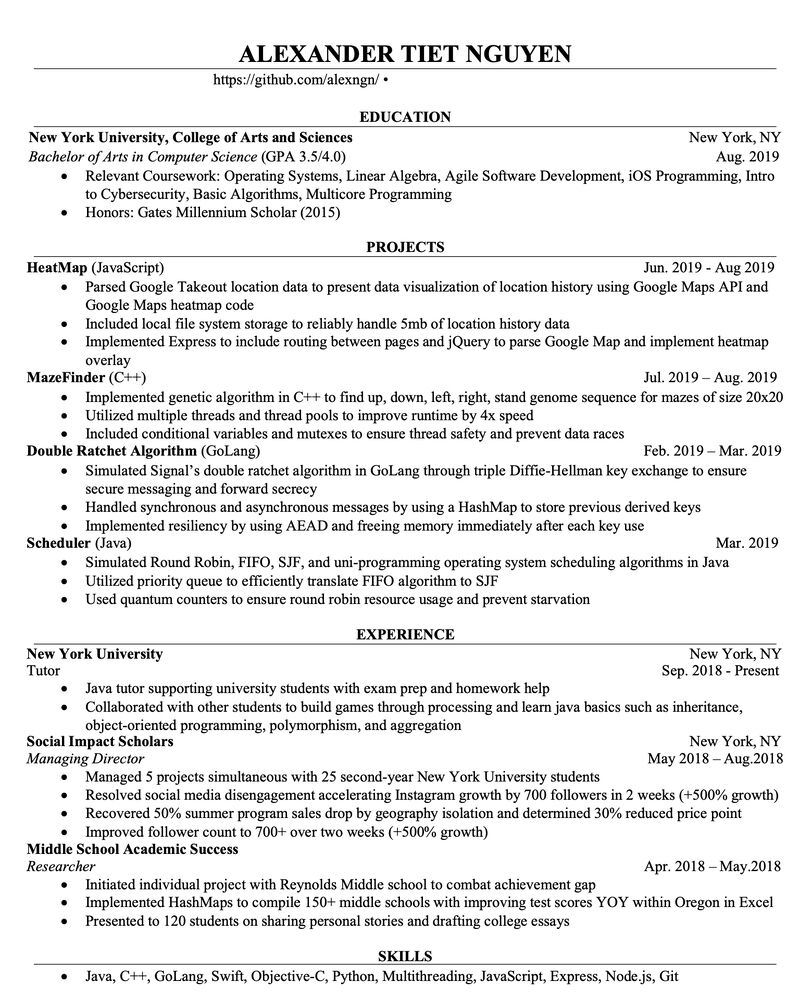 ALEXANDER TIET NGUYEN
https://github.com/alexngn/ •
EDUCATION
New York University, College of Arts and Sciences New York, NY
Bachelor of Arts in Computer Science (GPA 3.5/4.0) Aug. 2019
• Relevant Coursework: Operating Systems, Linear Algebra, Agile Software Development, iOS Programming, Intro
to Cybersecurity, Basic Algorithms, Multicore Programming
• Honors: Gates Millennium Scholar (2015)
PROJECTS
HeatMap (JavaScript) Jun. 2019 - Aug 2019
• Parsed Google Takeout location data to present data visualization of location history using Google Maps API and
Google Maps heatmap code
• Included local file system storage to reliably handle 5mb of location history data
• Implemented Express to include routing between pages and jQuery to parse Google Map and implement heatmap
overlay
MazeFinder (C++) Jul. 2019 – Aug. 2019
• Implemented genetic algorithm in C++ to find up, down, left, right, stand genome sequence for mazes of size 20x20
• Utilized multiple threads and thread pools to improve runtime by 4x speed
• Included conditional variables and mutexes to ensure thread safety and prevent data races
Double Ratchet Algorithm (GoLang) Feb. 2019 – Mar. 2019
• Simulated Signal’s double ratchet algorithm in GoLang through triple Diffie-Hellman key exchange to ensure
secure messaging and forward secrecy
• Handled synchronous and asynchronous messages by using a HashMap to store previous derived keys
• Implemented resiliency by using AEAD and freeing memory immediately after each key use
Scheduler (Java) Mar. 2019
• Simulated Round Robin, FIFO, SJF, and uni-programming operating system scheduling algorithms in Java
• Utilized priority queue to efficiently translate FIFO algorithm to SJF
• Used quantum counters to ensure round robin resource usage and prevent starvation
EXPERIENCE
New York University New York, NY
Tutor Sep. 2018 - Present
• Java tutor supporting university students with exam prep and homework help
• Collaborated with other students to build games through processing and learn java basics such as inheritance,
object-oriented programming, polymorphism, and aggregation
Social Impact Scholars New York, NY
Managing Director May 2018 – Aug.2018
• Managed 5 projects simultaneous with 25 second-year New York University students
• Resolved social media disengagement accelerating Instagram growth by 700 followers in 2 weeks (+500% growth)
• Recovered 50% summer program sales drop by geography isolation and determined 30% reduced price point
• Improved follower count to 700+ over two weeks (+500% growth)
Middle School Academic Success
Researcher Apr. 2018 – May.2018
• Initiated individual project with Reynolds Middle school to combat achievement gap
• Implemented HashMaps to compile 150+ middle schools with improving test scores YOY within Oregon in Excel
• Presented to 120 students on sharing personal stories and drafting college essays
SKILLS
• Java, C++, GoLang, Swift, Objective-C, Python, Multithreading, JavaScript, Express, Node.js, Git